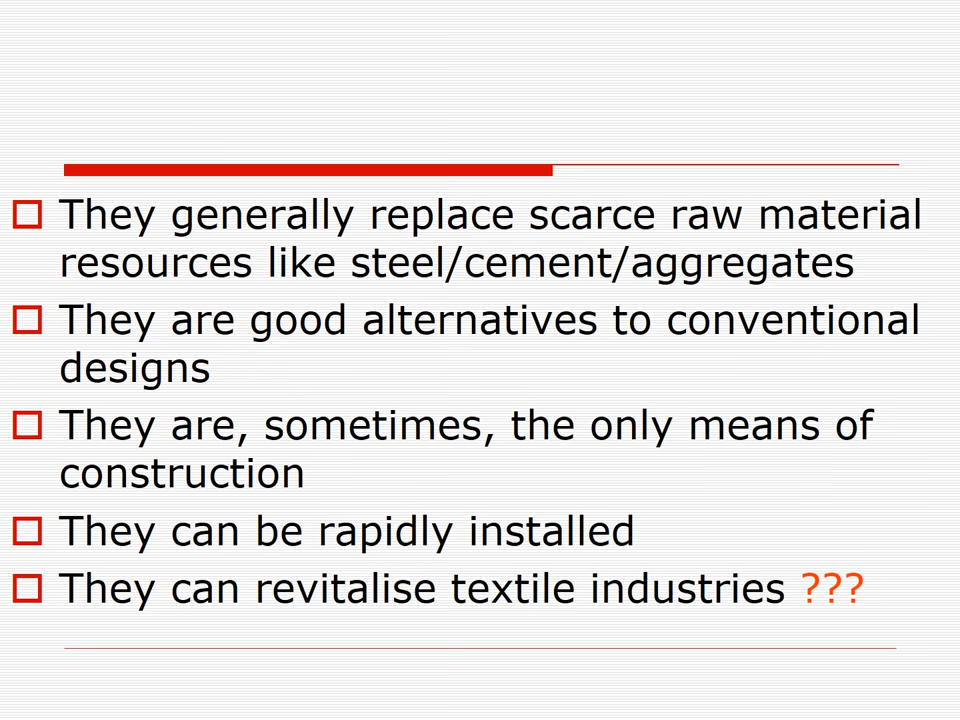 They generally replace scarce raw material
resources like steel/cement/aggregates
They are good alternatives to conventional
designs
They are, sometimes, the only means of
construction
They can be rapidly installed
They can revitalise textile industries ???